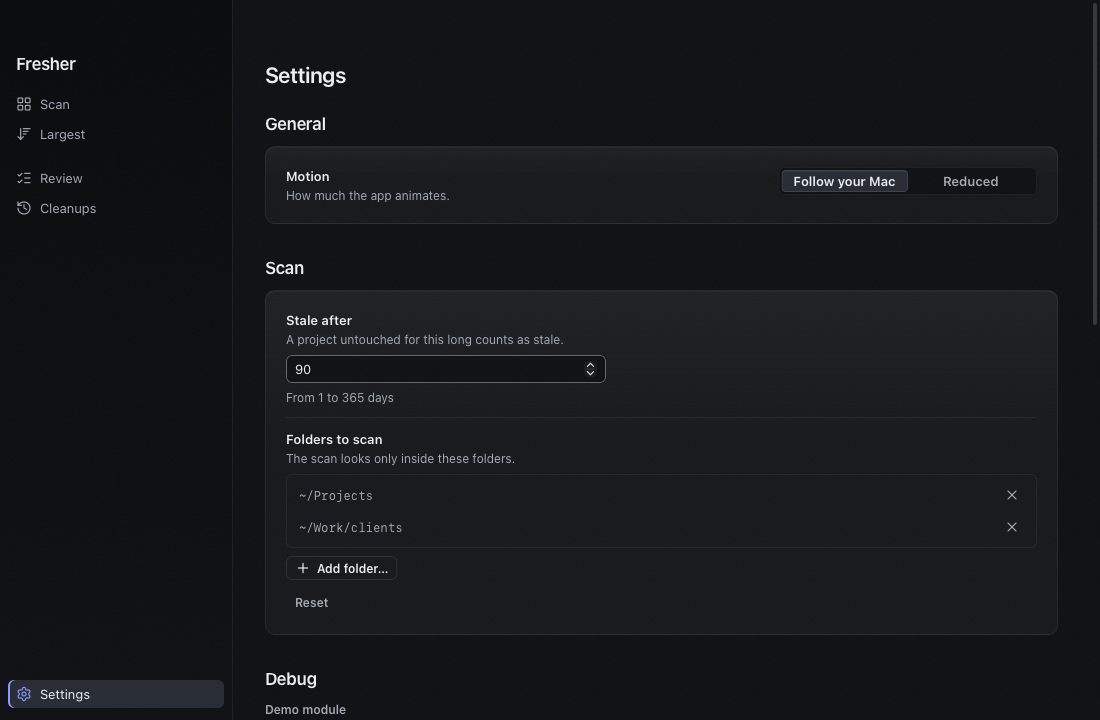 Fresher
Scan
Largest
Review
Cleanups
Settings
Settings
General
Motion
How much the app animates.
Follow your Mac
Reduced
Scan
Stale after
A project untouched for this long counts as stale.
90
From 1 to 365 days
Folders to scan
The scan looks only inside these folders.
~/Projects
~/Work/clients
Add folder...
Reset
Debug
Demo module